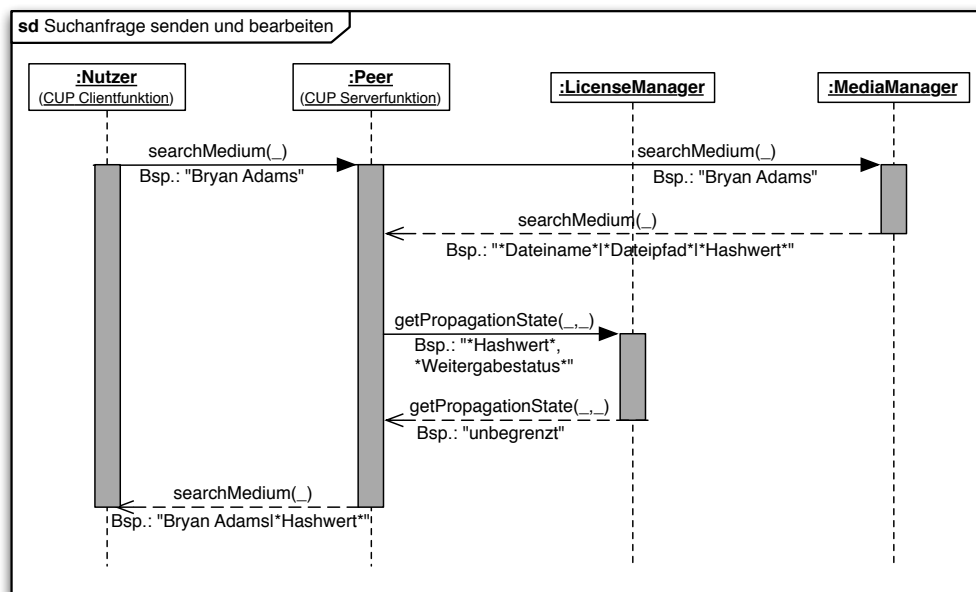 sd Suchanfrage senden und bearbeiten
:Nutzer
(CUP Clientfunktion)
:Peer
(CUP Serverfunktion)
:LicenseManager
:MediaManager
searchMedium(_)
Bsp.: "Bryan Adams"
searchMedium(_)
Bsp.: "Bryan Adams"
searchMedium(_)
Bsp.: "*Dateiname*|*Dateipfad*|*Hashwert*"
getPropagationState(_,_)
Bsp.: "*Hashwert*,
*Weitergabestatus*"
getPropagationState(_,_)
Bsp.: "unbegrenzt"
searchMedium(_)
Bsp.: "Bryan Adams|*Hashwert*"